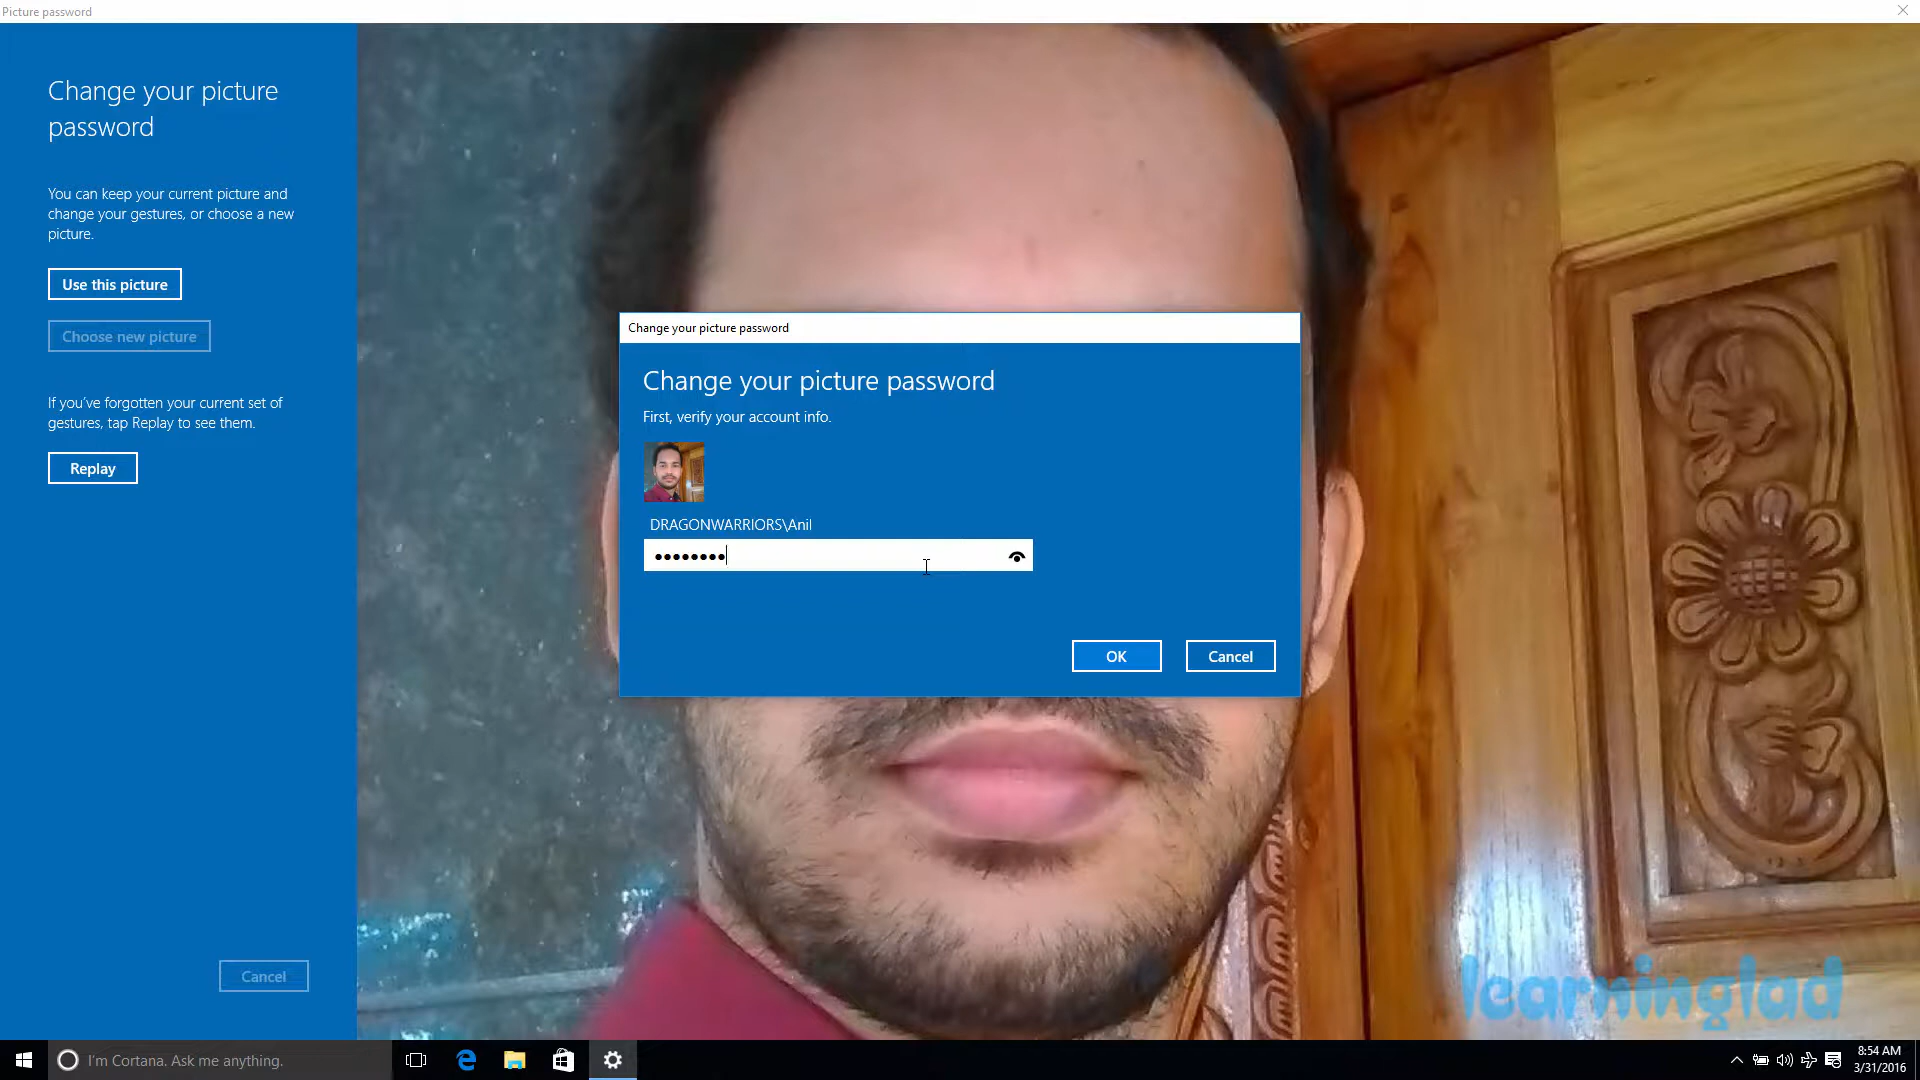 Picture password
Change your picture
password
You can keep your current picture and
change your gestures, or choose a new
picture.
Use this picture
Choose new picture
If you've forgotten your current set of
gestures, tap Replay to see them.
Replay
Cancel
Change your picture password
Change your picture password
First, verify your account info.
DRAGONWARRIORS\Anil
●●●●●●●●
OK
Cancel
learninglad
I'm Cortana. Ask me anything.
8:54 AM
3/31/2016